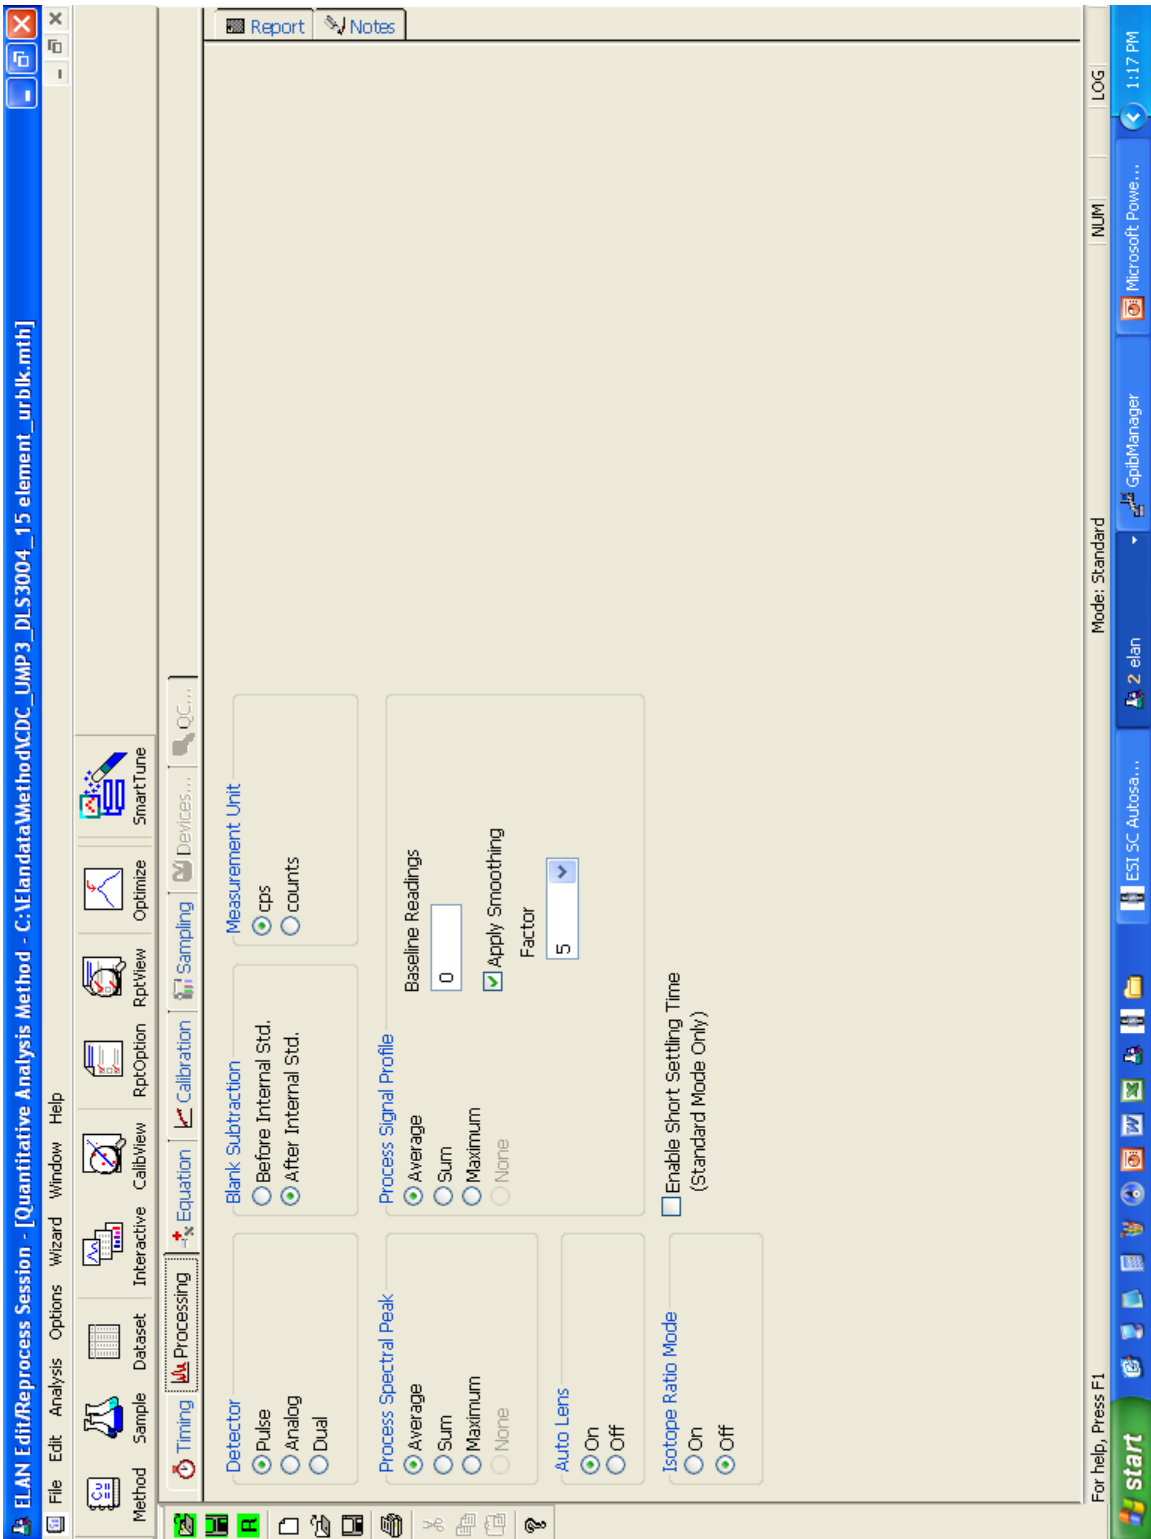 ELAN Edit/Reprocess Session - [Quantitative Analysis Method - C:\Elandata\Method\CDC_UMP3_DLS3004_15 element_urblk.mth]
File Edit Analysis Options Wizard Window Help
Method Sample Dataset Interactive CalibView RptOption RptView Optimize SmartTune
Timing Processing Equation Calibration Sampling Devices... QC...
Report
Notes
Detector
Pulse
Analog
Dual
Blank Subtraction
Before Internal Std.
After Internal Std.
Measurement Unit
cps
counts
Process Spectral Peak
Average
Sum
Maximum
None
Process Signal Profile
Average
Sum
Maximum
None
Baseline Readings
0
Apply Smoothing
Factor
5
Auto Lens
On
Off
Isotope Ratio Mode
On
Off
Enable Short Settling Time
(Standard Mode Only)
For help, Press F1 Mode: Standard NUM LOG
start ESI SC Autosa... 2 elan GpibManager Microsoft Powe... 1:17 PM